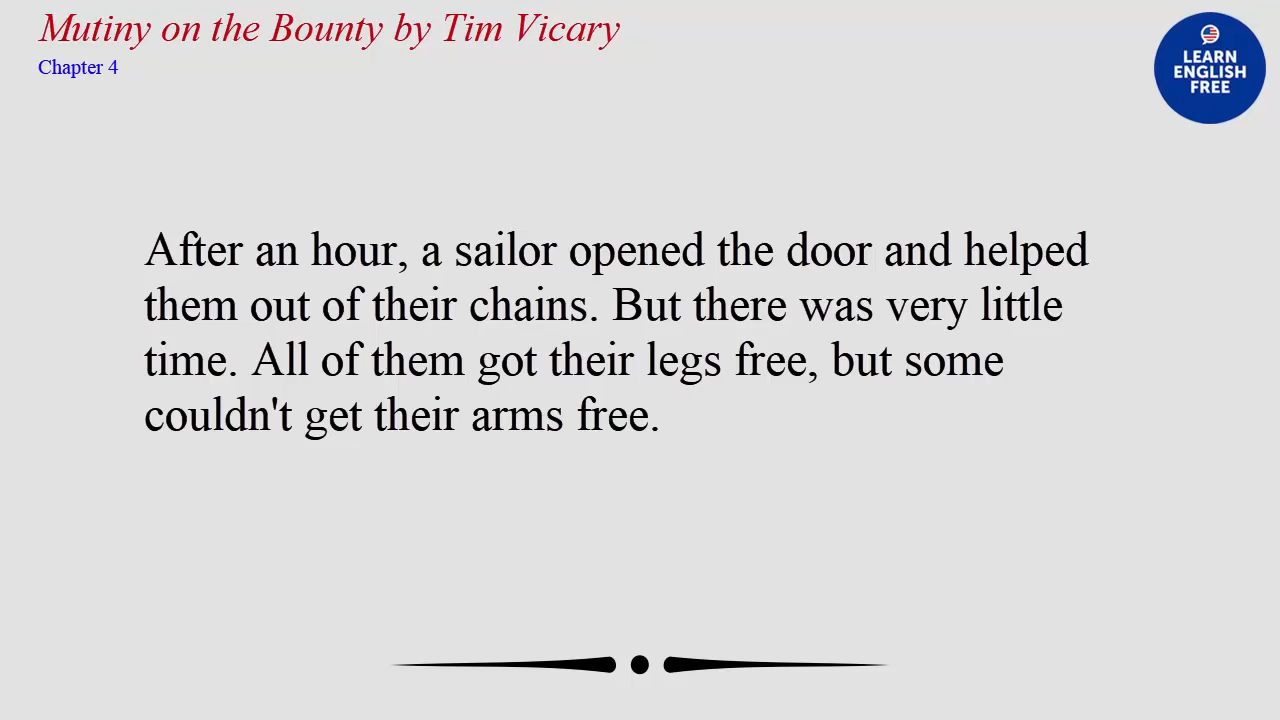 Mutiny on the Bounty by Tim Vicary
Chapter 4
LEARN
ENGLISH
FREE
After an hour, a sailor opened the door and helped
them out of their chains. But there was very little
time. All of them got their legs free, but some
couldn't get their arms free.